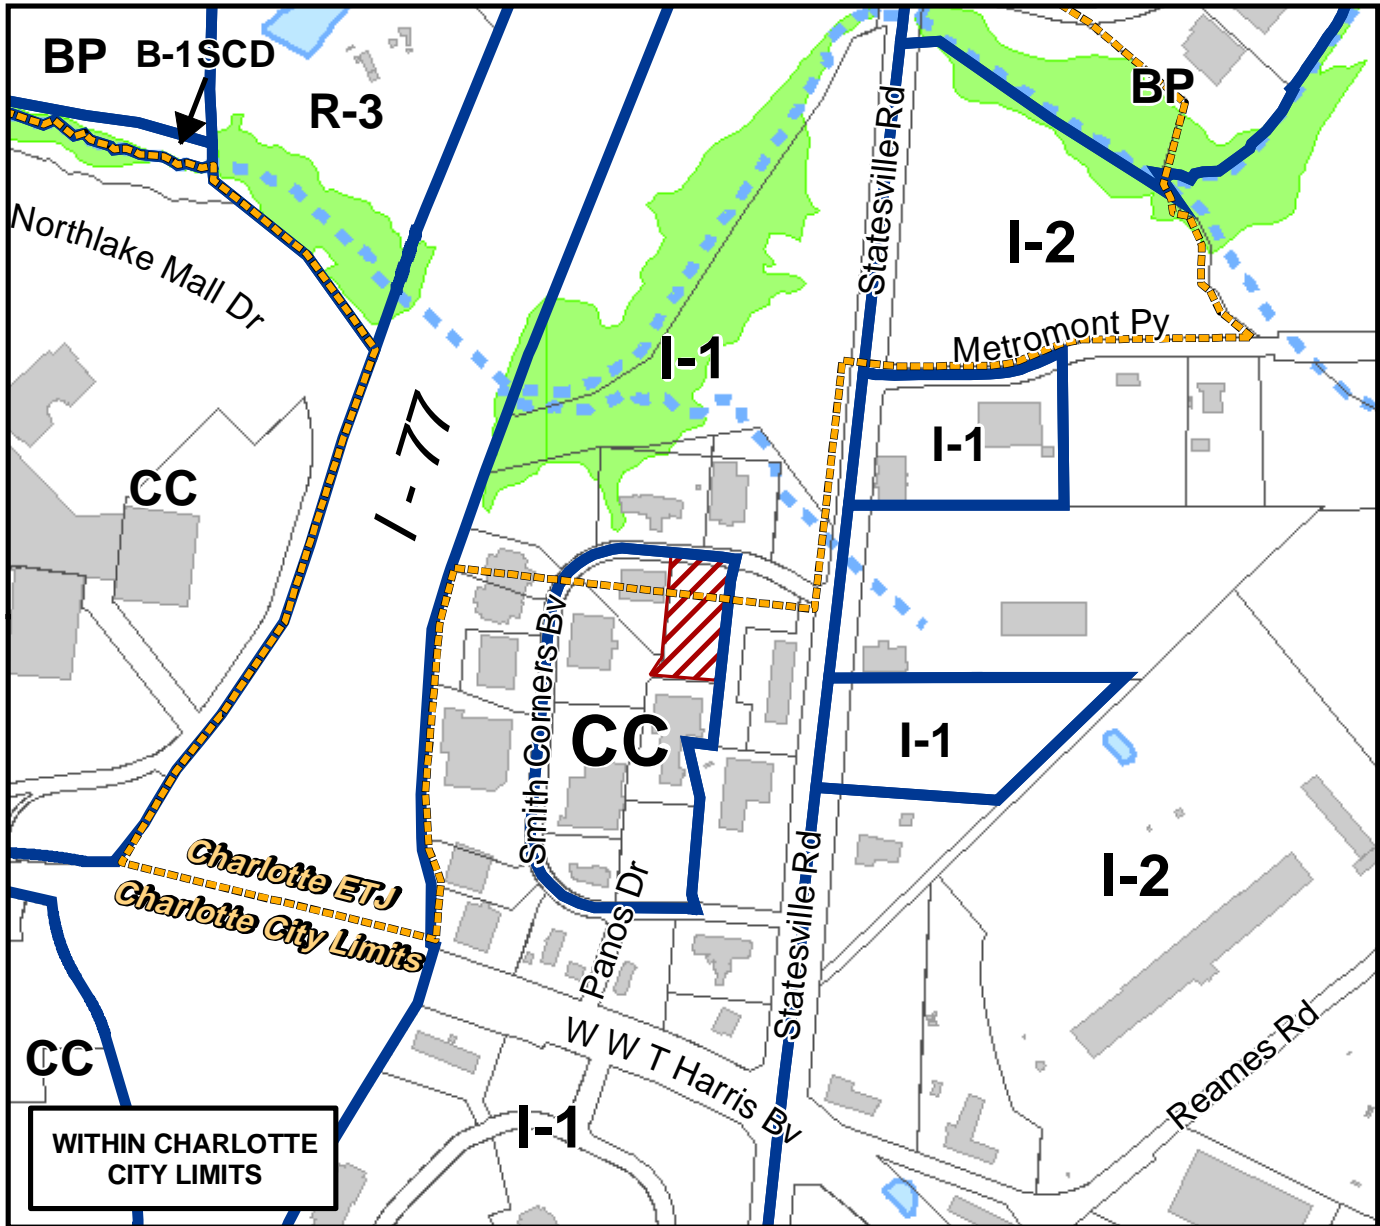 BP
B-1SCD
R-3
BP
Statesville Rd
Northlake Mall Dr
I-2
Metromont Py
I-1
I - 77
I-1
CC
Smith Corners Bv
CC
I-1
Charlotte ETJ
Charlotte City Limits
Panos Dr
Statesville Rd
I-2
CC
W W T Harris Bv
Reames Rd
I-1
WITHIN CHARLOTTE
CITY LIMITS